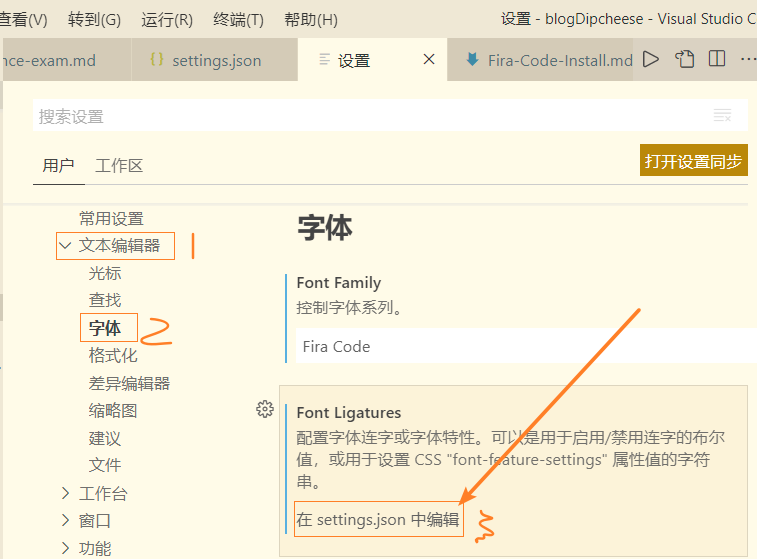 查看(V) 转到(G) 运行(R) 终端(T) 帮助(H) 设置 - blogDipcheese - Visual Studio C
nce-exam.md {} settings.json 设置 Fira-Code-Install.md
搜索设置
用户 工作区 打开设置同步
常用设置
文本编辑器 1
光标
查找
字体 2
格式化
差异编辑器
缩略图
建议
文件
工作台
窗口
功能
字体
Font Family
控制字体系列。
Fira Code
Font Ligatures
配置字体连字或字体特性。可以是用于启用/禁用连字的布尔
值，或用于设置 CSS "font-feature-settings" 属性值的字符
串。
在 settings.json 中编辑 3